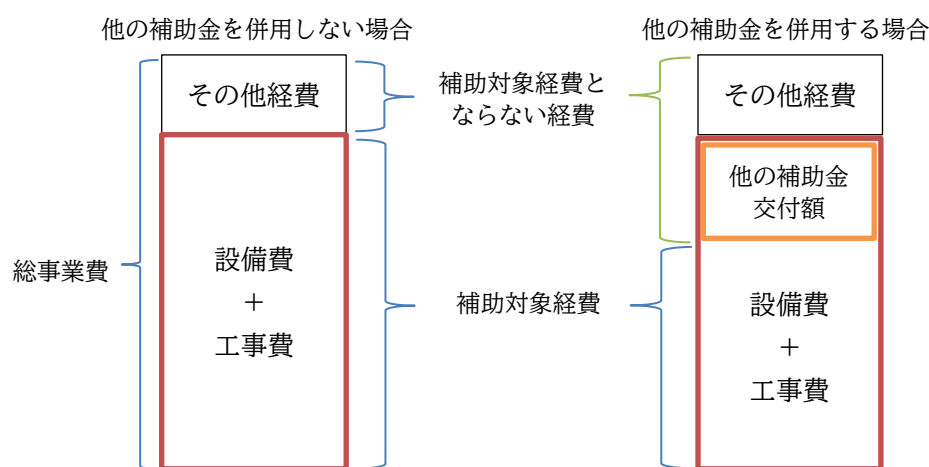 他の補助金を併用しない場合
他の補助金を併用する場合
その他経費
補助対象経費と
ならない経費
その他経費
他の補助金
交付額
総事業費
設備費
+
工事費
補助対象経費
設備費
+
工事費